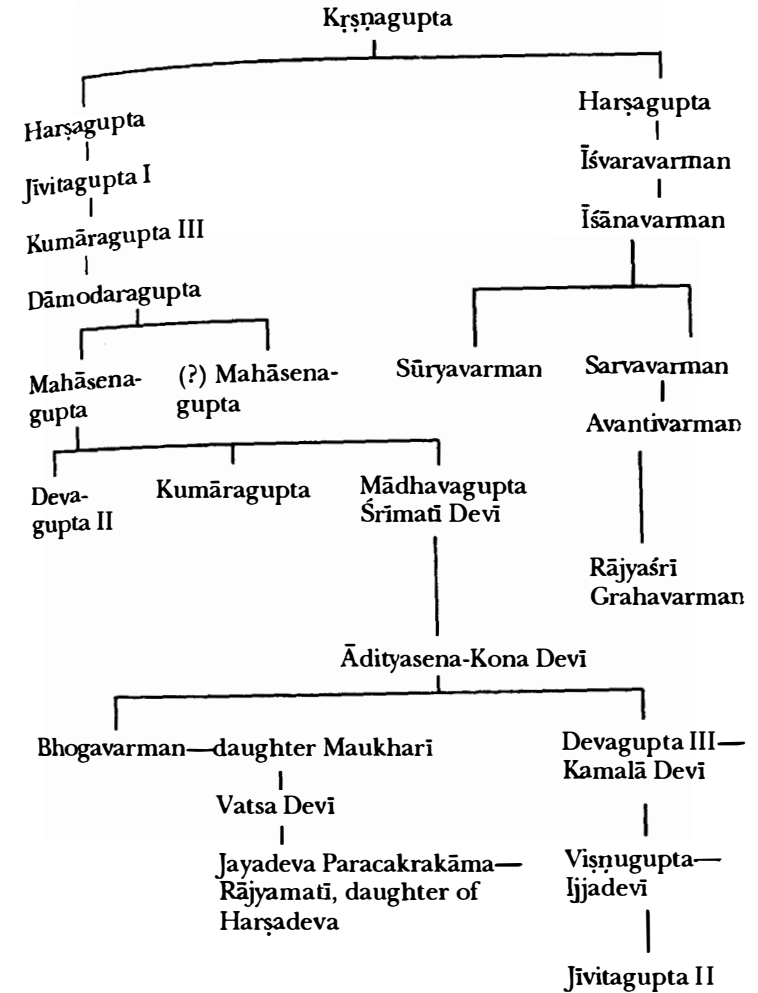 Kṛṣṇagupta
Harṣagupta
Harṣagupta
Jīvitagupta I
Īśvaravarman
Kumāragupta III
Īśānavarman
Dāmodaragupta
Mahāsena-
gupta
(?) Mahāsena-
gupta
Sūryavarman
Sarvavarman
Avantivarman
Deva-
gupta II
Kumāragupta
Mādhavagupta
Śrīmatī Devī
Rājyaśrī
Grahavarman
Ādityasena-Kona Devī
Bhogavarman—daughter Maukharī
Vatsa Devī
Jayadeva Paracakrakāma—
Rājyamatī, daughter of
Harṣadeva
Devagupta III—
Kamalā Devī
Viṣṇugupta—
Ijjadevī
Jīvitagupta II